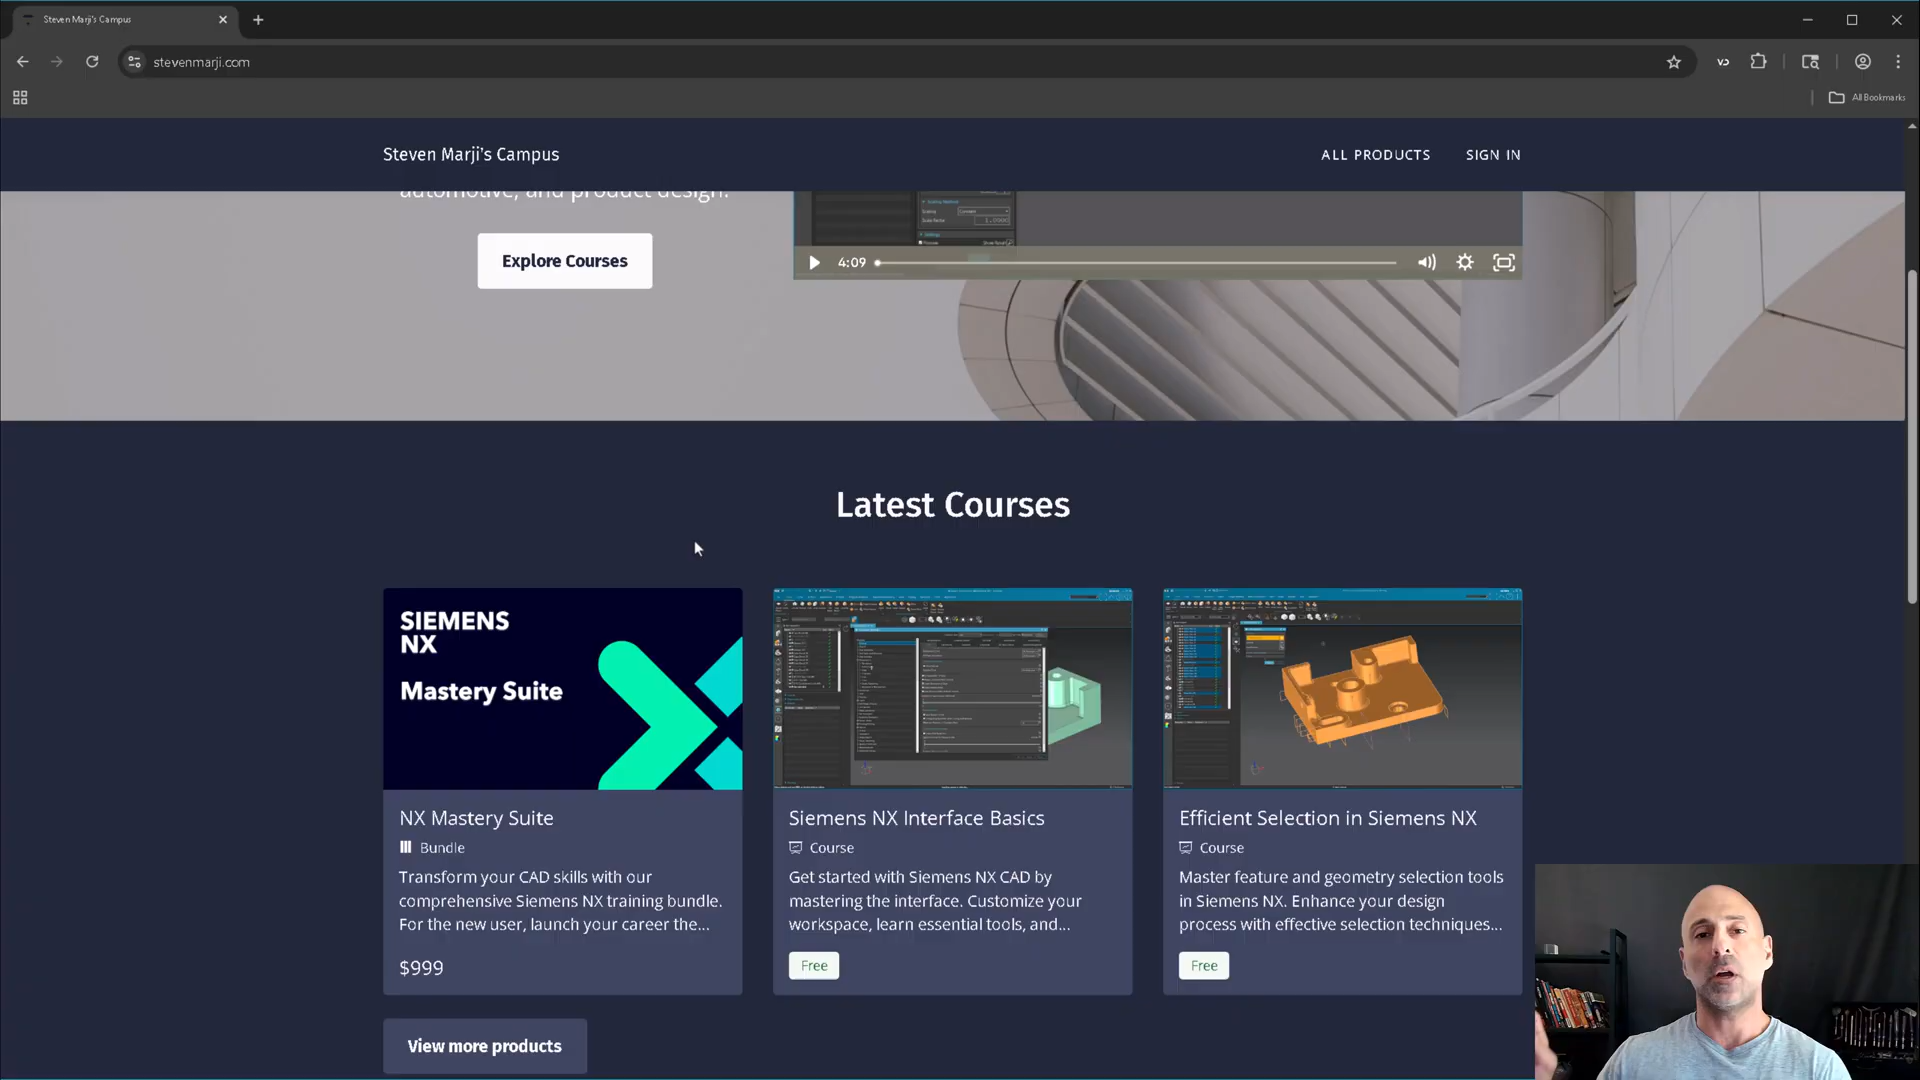 Steven Marji's Campus
stevenmarji.com
All Bookmarks
Steven Marji's Campus
ALL PRODUCTS
SIGN IN
automotive, and product design.
Explore Courses
4:09
Latest Courses
SIEMENS
NX
Mastery Suite
NX Mastery Suite
Bundle
Transform your CAD skills with our
comprehensive Siemens NX training bundle.
For the new user, launch your career the...
$999
Siemens NX Interface Basics
Course
Get started with Siemens NX CAD by
mastering the interface. Customize your
workspace, learn essential tools, and...
Free
Efficient Selection in Siemens NX
Course
Master feature and geometry selection tools
in Siemens NX. Enhance your design
process with effective selection techniques...
Free
View more products